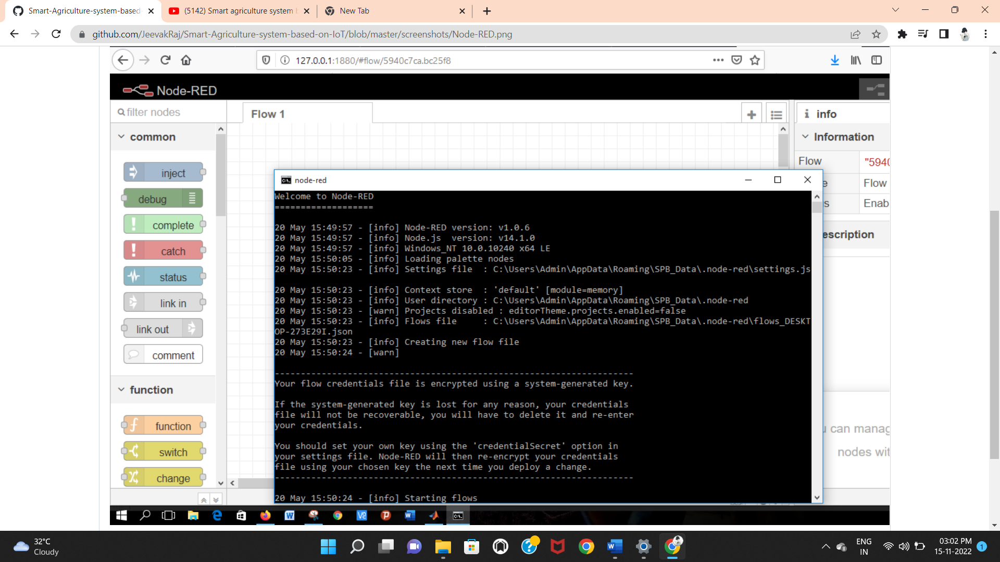 Smart-Agriculture-system-based-
(5142) Smart agriculture system b
New Tab
github.com/JeevakRaj/Smart-Agriculture-system-based-on-IoT/blob/master/screenshots/Node-RED.png
127.0.0.1:1880/#flow/5940c7ca.bc25f8
Node-RED
filter nodes
Flow 1
info
common
Information
Flow "5940
inject
e Flow
debug
s Enab
complete
escription
catch
status
link in
link out
comment
function
function
switch
change
node-red
Welcome to Node-RED
===================
20 May 15:49:57 - [info] Node-RED version: v1.0.6
20 May 15:49:57 - [info] Node.js  version: v14.1.0
20 May 15:49:57 - [info] Windows_NT 10.0.10240 x64 LE
20 May 15:50:05 - [info] Loading palette nodes
20 May 15:50:23 - [info] Settings file  : C:\Users\Admin\AppData\Roaming\SPB_Data\.node-red\settings.js
20 May 15:50:23 - [info] Context store  : 'default' [module=memory]
20 May 15:50:23 - [info] User directory : C:\Users\Admin\AppData\Roaming\SPB_Data\.node-red
20 May 15:50:23 - [warn] Projects disabled : editorTheme.projects.enabled=false
20 May 15:50:23 - [info] Flows file     : C:\Users\Admin\AppData\Roaming\SPB_Data\.node-red\flows_DESKT
OP-273E29I.json
20 May 15:50:23 - [info] Creating new flow file
20 May 15:50:24 - [warn]
---------------------------------------------------------------------
Your flow credentials file is encrypted using a system-generated key.
If the system-generated key is lost for any reason, your credentials
file will not be recoverable, you will have to delete it and re-enter
your credentials.
You should set your own key using the 'credentialSecret' option in
your settings file. Node-RED will then re-encrypt your credentials
file using your chosen key the next time you deploy a change.
---------------------------------------------------------------------
20 May 15:50:24 - [info] Starting flows
u can manag
nodes wit
32°C
Cloudy
ENG
IN
03:02 PM
15-11-2022
1